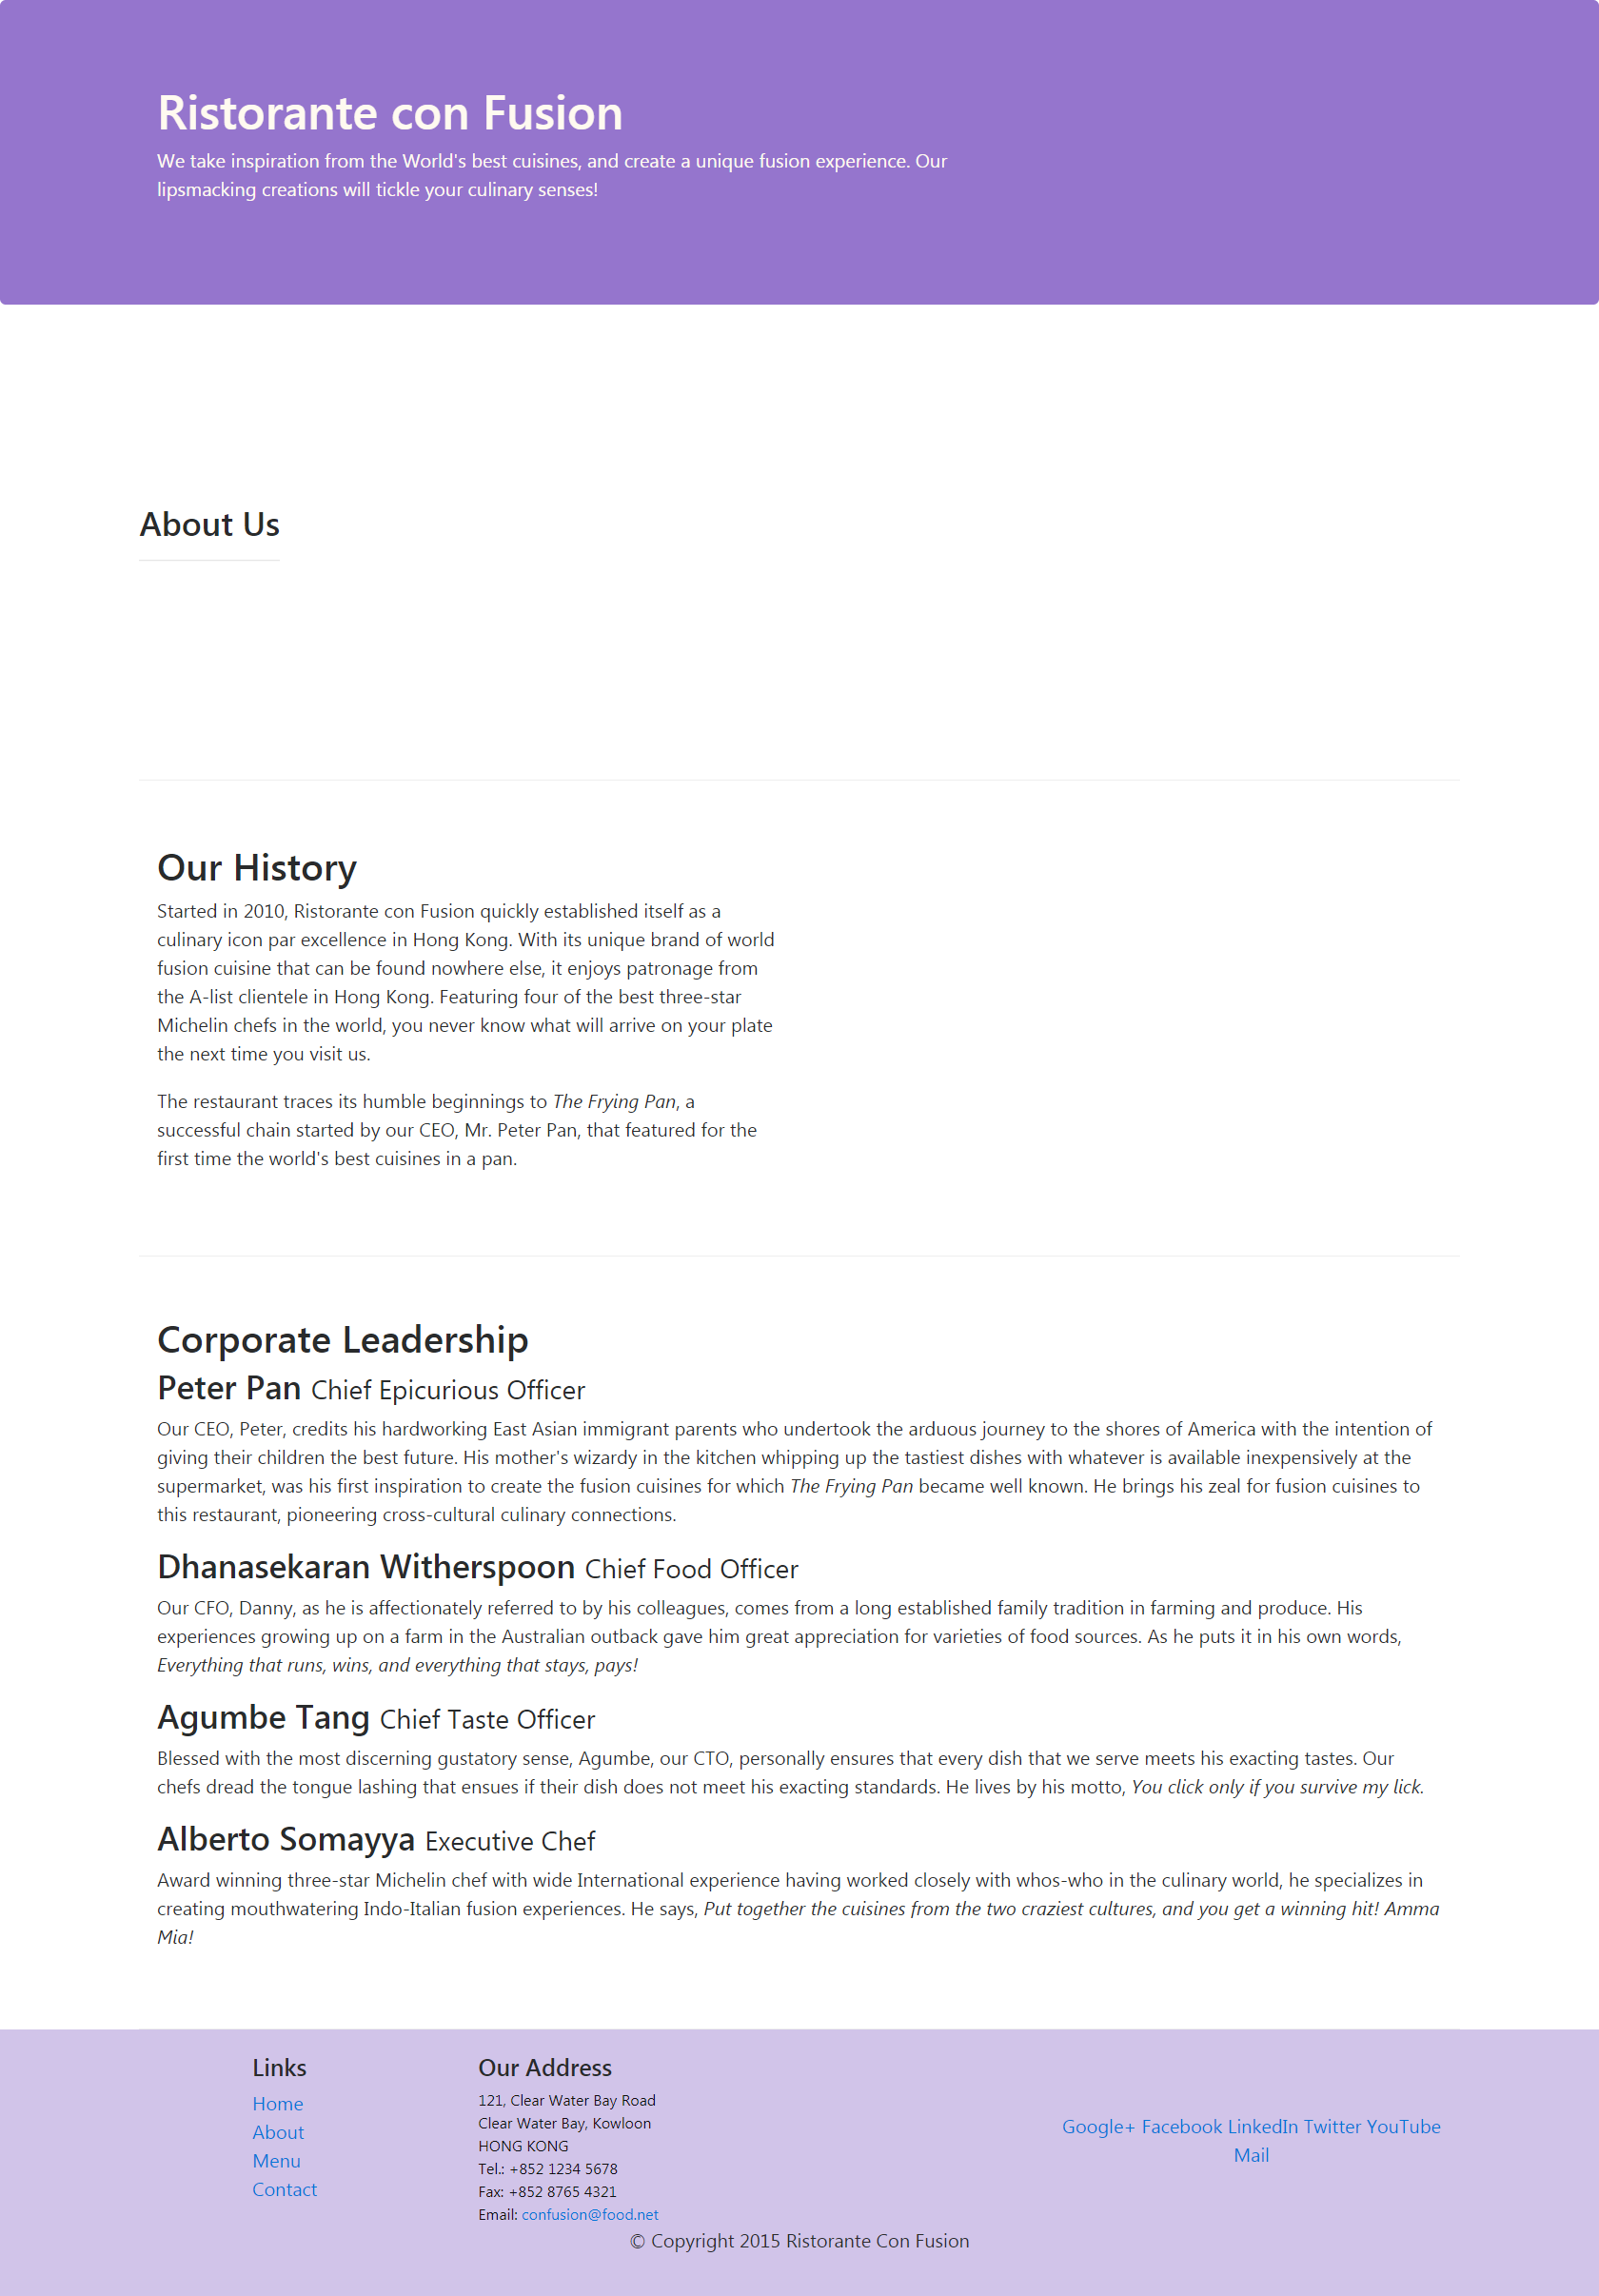 Ristorante con Fusion
We take inspiration from the World's best cuisines, and create a unique fusion experience. Our
lipsmacking creations will tickle your culinary senses!
About Us
Our History
Started in 2010, Ristorante con Fusion quickly established itself as a
culinary icon par excellence in Hong Kong. With its unique brand of world
fusion cuisine that can be found nowhere else, it enjoys patronage from
the A-list clientele in Hong Kong. Featuring four of the best three-star
Michelin chefs in the world, you never know what will arrive on your plate
the next time you visit us.
The restaurant traces its humble beginnings to The Frying Pan, a
successful chain started by our CEO, Mr. Peter Pan, that featured for the
first time the world's best cuisines in a pan.
Corporate Leadership
Peter Pan Chief Epicurious Officer
Our CEO, Peter, credits his hardworking East Asian immigrant parents who undertook the arduous journey to the shores of America with the intention of
giving their children the best future. His mother's wizardy in the kitchen whipping up the tastiest dishes with whatever is available inexpensively at the
supermarket, was his first inspiration to create the fusion cuisines for which The Frying Pan became well known. He brings his zeal for fusion cuisines to
this restaurant, pioneering cross-cultural culinary connections.
Dhanasekaran Witherspoon Chief Food Officer
Our CFO, Danny, as he is affectionately referred to by his colleagues, comes from a long established family tradition in farming and produce. His
experiences growing up on a farm in the Australian outback gave him great appreciation for varieties of food sources. As he puts it in his own words,
Everything that runs, wins, and everything that stays, pays!
Agumbe Tang Chief Taste Officer
Blessed with the most discerning gustatory sense, Agumbe, our CTO, personally ensures that every dish that we serve meets his exacting tastes. Our
chefs dread the tongue lashing that ensues if their dish does not meet his exacting standards. He lives by his motto, You click only if you survive my lick.
Alberto Somayya Executive Chef
Award winning three-star Michelin chef with wide International experience having worked closely with whos-who in the culinary world, he specializes in
creating mouthwatering Indo-Italian fusion experiences. He says, Put together the cuisines from the two craziest cultures, and you get a winning hit! Amma
Mia!
Links
Home
About
Menu
Contact
Our Address
121, Clear Water Bay Road
Clear Water Bay, Kowloon
HONG KONG
Tel.: +852 1234 5678
Fax: +852 8765 4321
Email: confusion@food.net
Google+ Facebook LinkedIn Twitter YouTube
Mail
© Copyright 2015 Ristorante Con Fusion